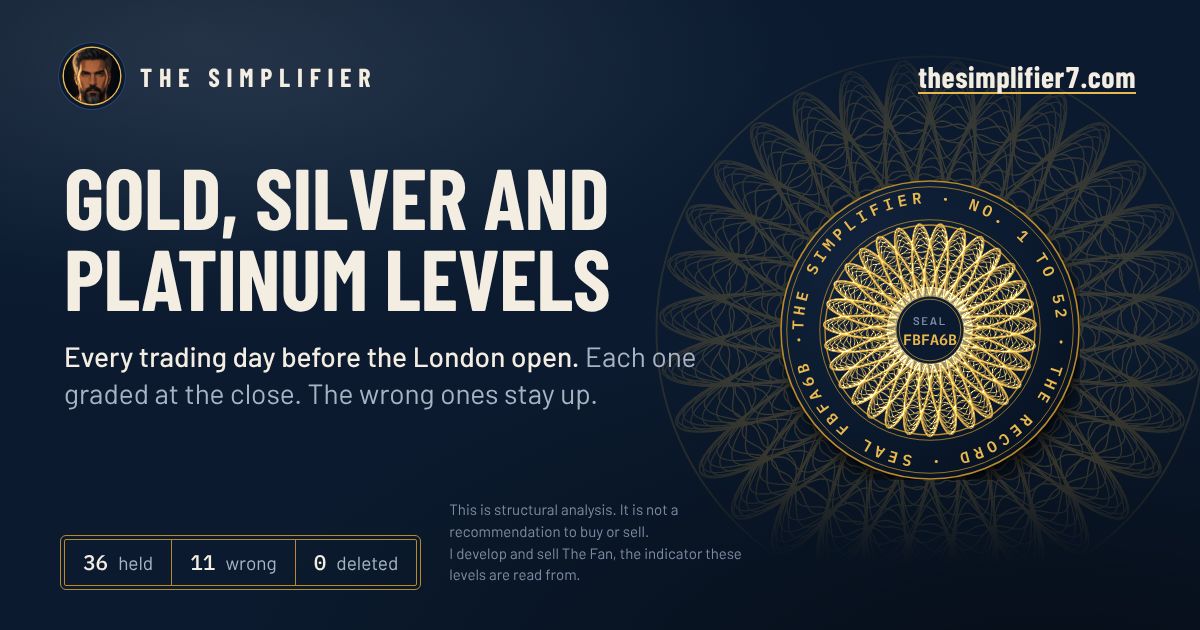 THE SIMPLIFIER
thesimplifier7.com
GOLD, SILVER AND
PLATINUM LEVELS
Every trading day before the London open. Each one
graded at the close. The wrong ones stay up.
THE SIMPLIFIER · NO. 1 TO 52 · THE RECORD · SEAL FBFA6B ·
SEAL
FBFA6B
This is structural analysis. It is not a
recommendation to buy or sell.
I develop and sell The Fan, the indicator these
levels are read from.
36 held 11 wrong 0 deleted